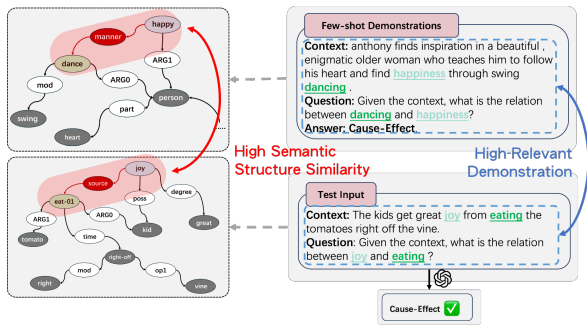 happy
manner
dance
ARG1
mod
ARG0
part
person
swing
heart
......
High Semantic
Structure Similarity
source
joy
eat-01
poss
degree
ARG1
ARG0
tomato
time
kid
great
right-off
mod
op1
right
vine
Few-shot Demonstrations
Context: anthony finds inspiration in a beautiful ,
enigmatic older woman who teaches him to follow
his heart and find happiness through swing
dancing .
Question: Given the context, what is the relation
between dancing and happiness?
Answer: Cause-Effect.
High-Relevant
Demonstration
Test Input
Context: The kids get great joy from eating the
tomatoes right off the vine.
Question: Given the context, what is the relation
between joy and eating ?
Cause-Effect